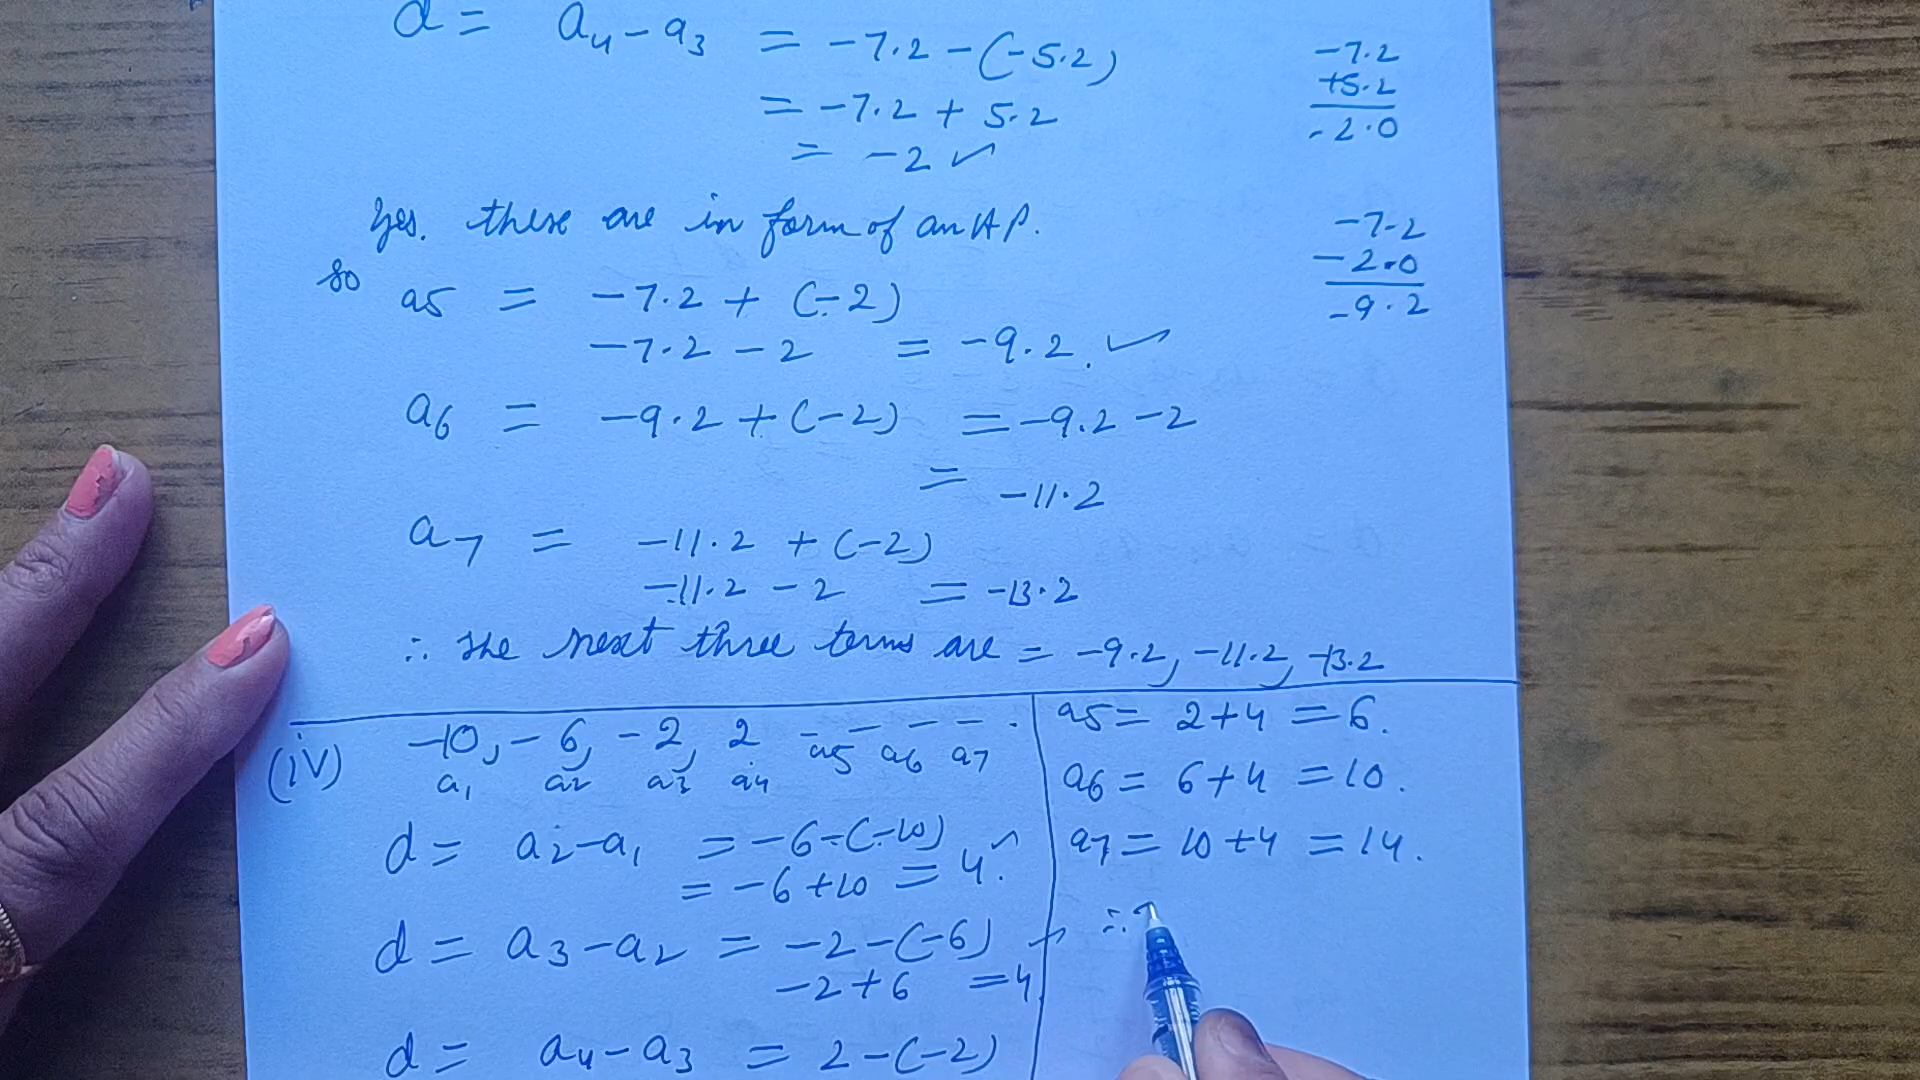 d = a4 - a3 = -7.2 - (-5.2)
= -7.2 + 5.2
= -2 ✓
-7.2
+5.2
-2.0
Yes. these are in form of an AP.
so
a5 = -7.2 + (-2)
-7.2 - 2 = -9.2. ✓
-7.2
-2.0
-9.2
a6 = -9.2 + (-2) = -9.2 - 2
= -11.2
a7 = -11.2 + (-2)
-11.2 - 2 = -13.2
∴ The next three terms are = -9.2, -11.2, -13.2
(iv) -10, -6, -2, 2 - - - - .
a1 a2 a3 a4 a5 a6 a7
d = a2 - a1 = -6 - (-10)
= -6 + 10 = 4. ✓
d = a3 - a2 = -2 - (-6) ✓
-2 + 6 = 4
d = a4 - a3 = 2 - (-2)
a5 = 2 + 4 = 6.
a6 = 6 + 4 = 10.
a7 = 10 + 4 = 14.
∴